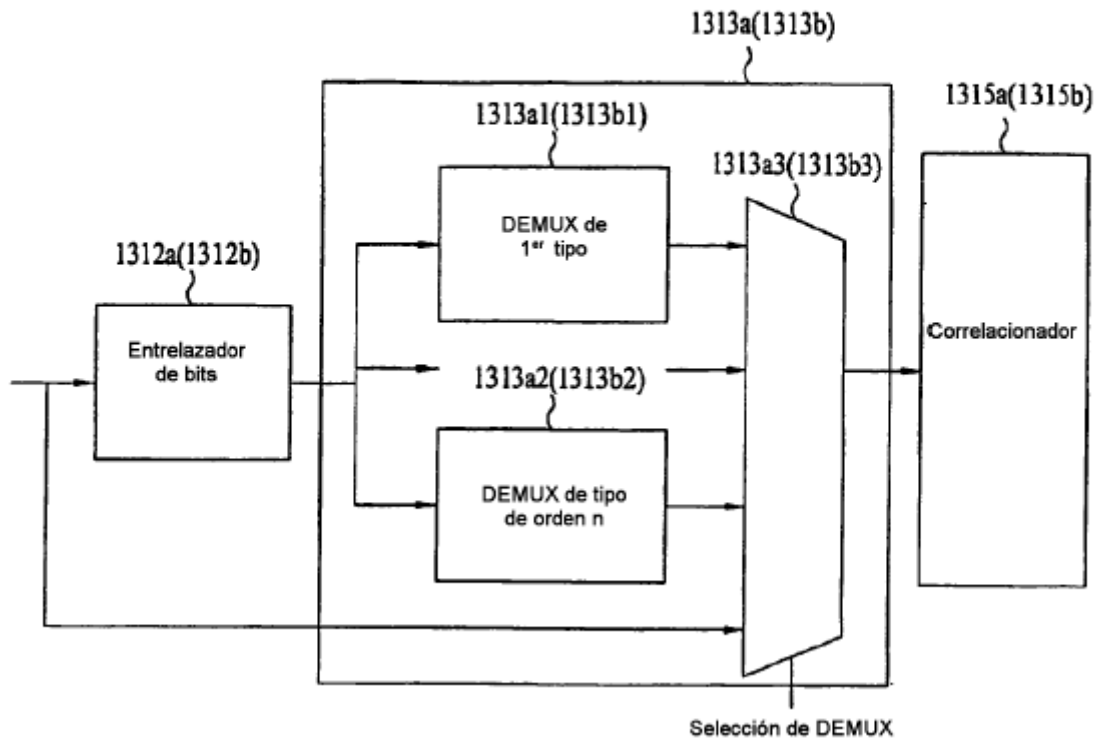 1313a(1313b)
1315a(1315b)
1313a1(1313b1)
1313a3(1313b3)
DEMUX de
1er tipo
1312a(1312b)
Entrelazador
de bits
Correlacionador
1313a2(1313b2)
DEMUX de tipo
de orden n
Selección de DEMUX